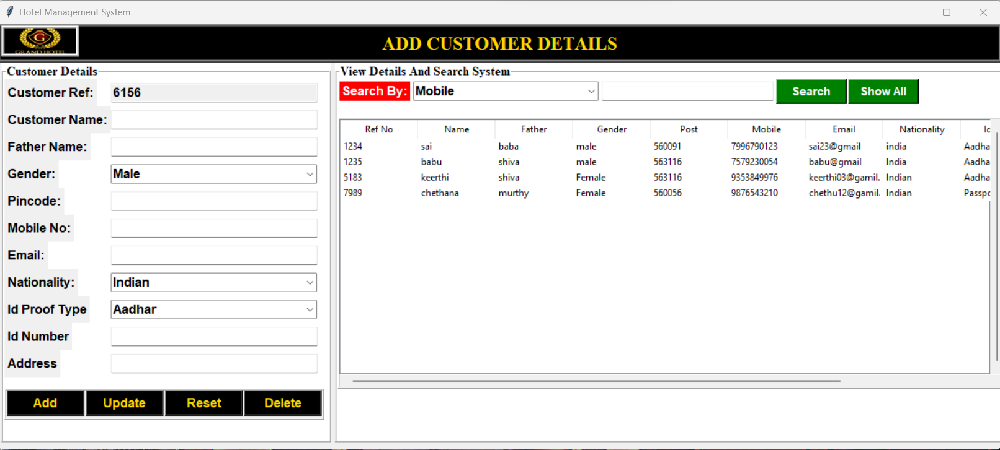 Hotel Management System
GRAND HOTEL
ADD CUSTOMER DETAILS
Customer Details
Customer Ref: 6156
Customer Name:
Father Name:
Gender: Male
Pincode:
Mobile No:
Email:
Nationality: Indian
Id Proof Type Aadhar
Id Number
Address
Add Update Reset Delete
View Details And Search System
Search By: Mobile Search Show All
Ref No Name Father Gender Post Mobile Email Nationality Ic
1234 sai baba male 560091 7996790123 sai23@gmail india Aadha
1235 babu shiva male 563116 7579230054 babu@gmail India Aadha
5183 keerthi shiva Female 563116 9353849976 keerthi03@gamil. Indian Aadha
7989 chethana murthy Female 560056 9876543210 chethu12@gamil. Indian Passpo